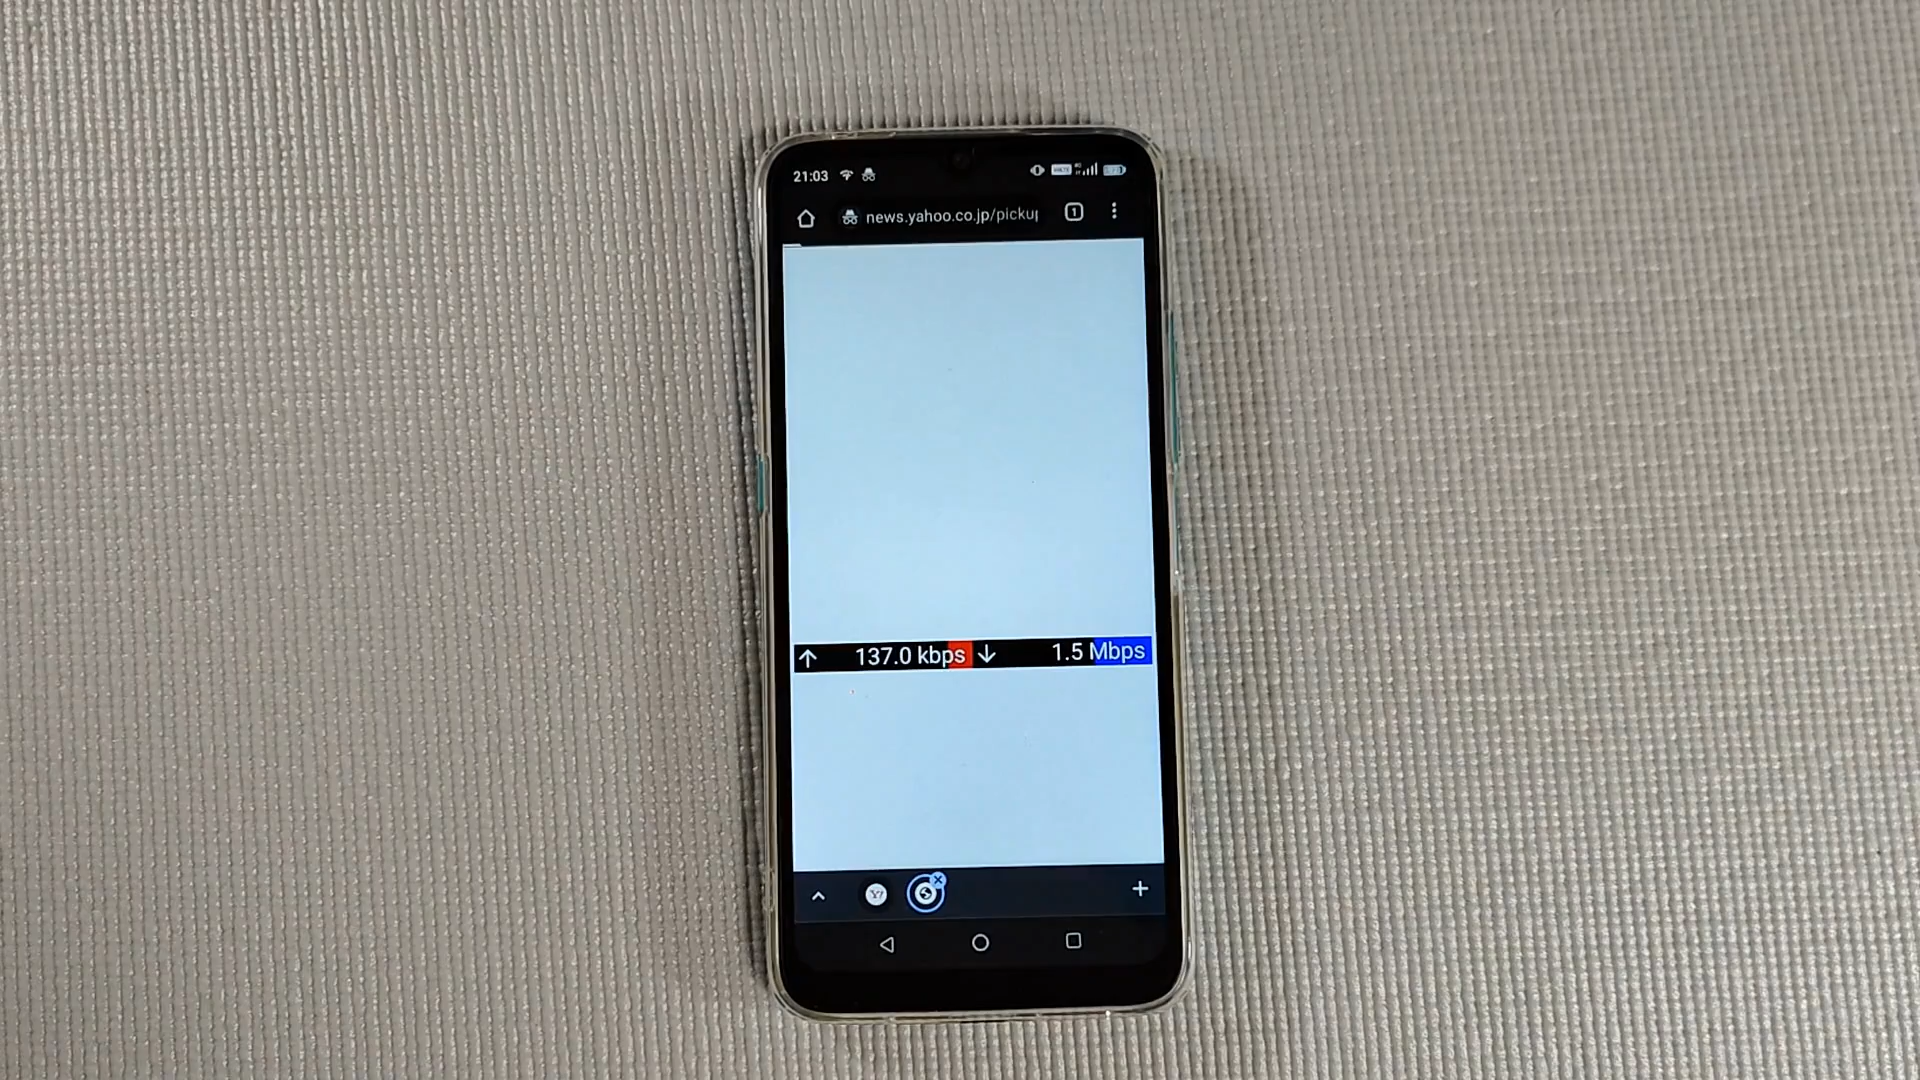 21:03
news.yahoo.co.jp/pickup
1
↑ 137.0 kbps ↓ 1.5 Mbps
Y!